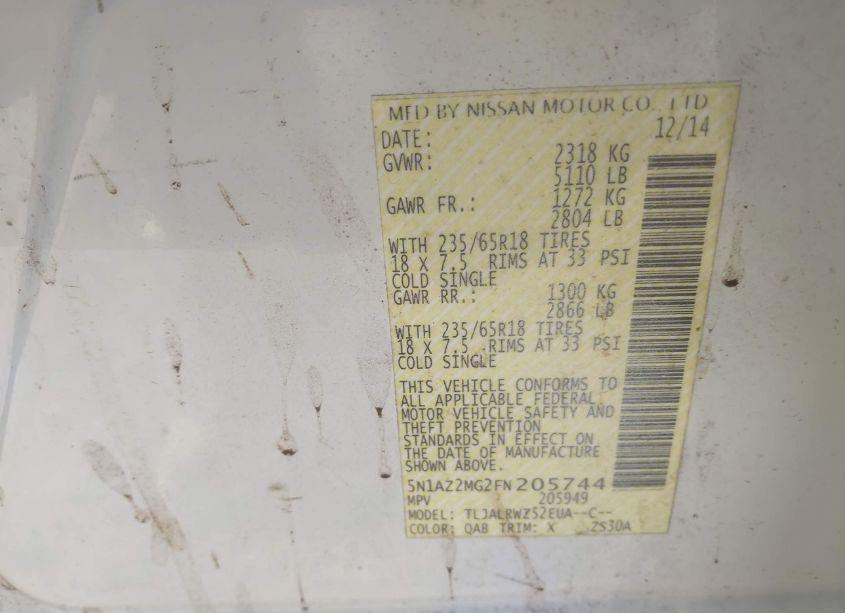 MFD BY NISSAN MOTOR CO., LTD
DATE: 12/14
GVWR: 2318 KG
5110 LB
GAWR FR.: 1272 KG
2804 LB
WITH 235/65R18 TIRES
18 X 7.5 RIMS AT 33 PSI
COLD SINGLE
GAWR RR.: 1300 KG
2866 LB
WITH 235/65R18 TIRES
18 X 7.5 RIMS AT 33 PSI
COLD SINGLE
THIS VEHICLE CONFORMS TO
ALL APPLICABLE FEDERAL
MOTOR VEHICLE SAFETY AND
THEFT PREVENTION
STANDARDS IN EFFECT ON
THE DATE OF MANUFACTURE
SHOWN ABOVE.
5N1AZ2MG2FN205744
MPV 205949
MODEL: TLJALRWZ52EUA--C--
COLOR: QAB TRIM: X ZS30A